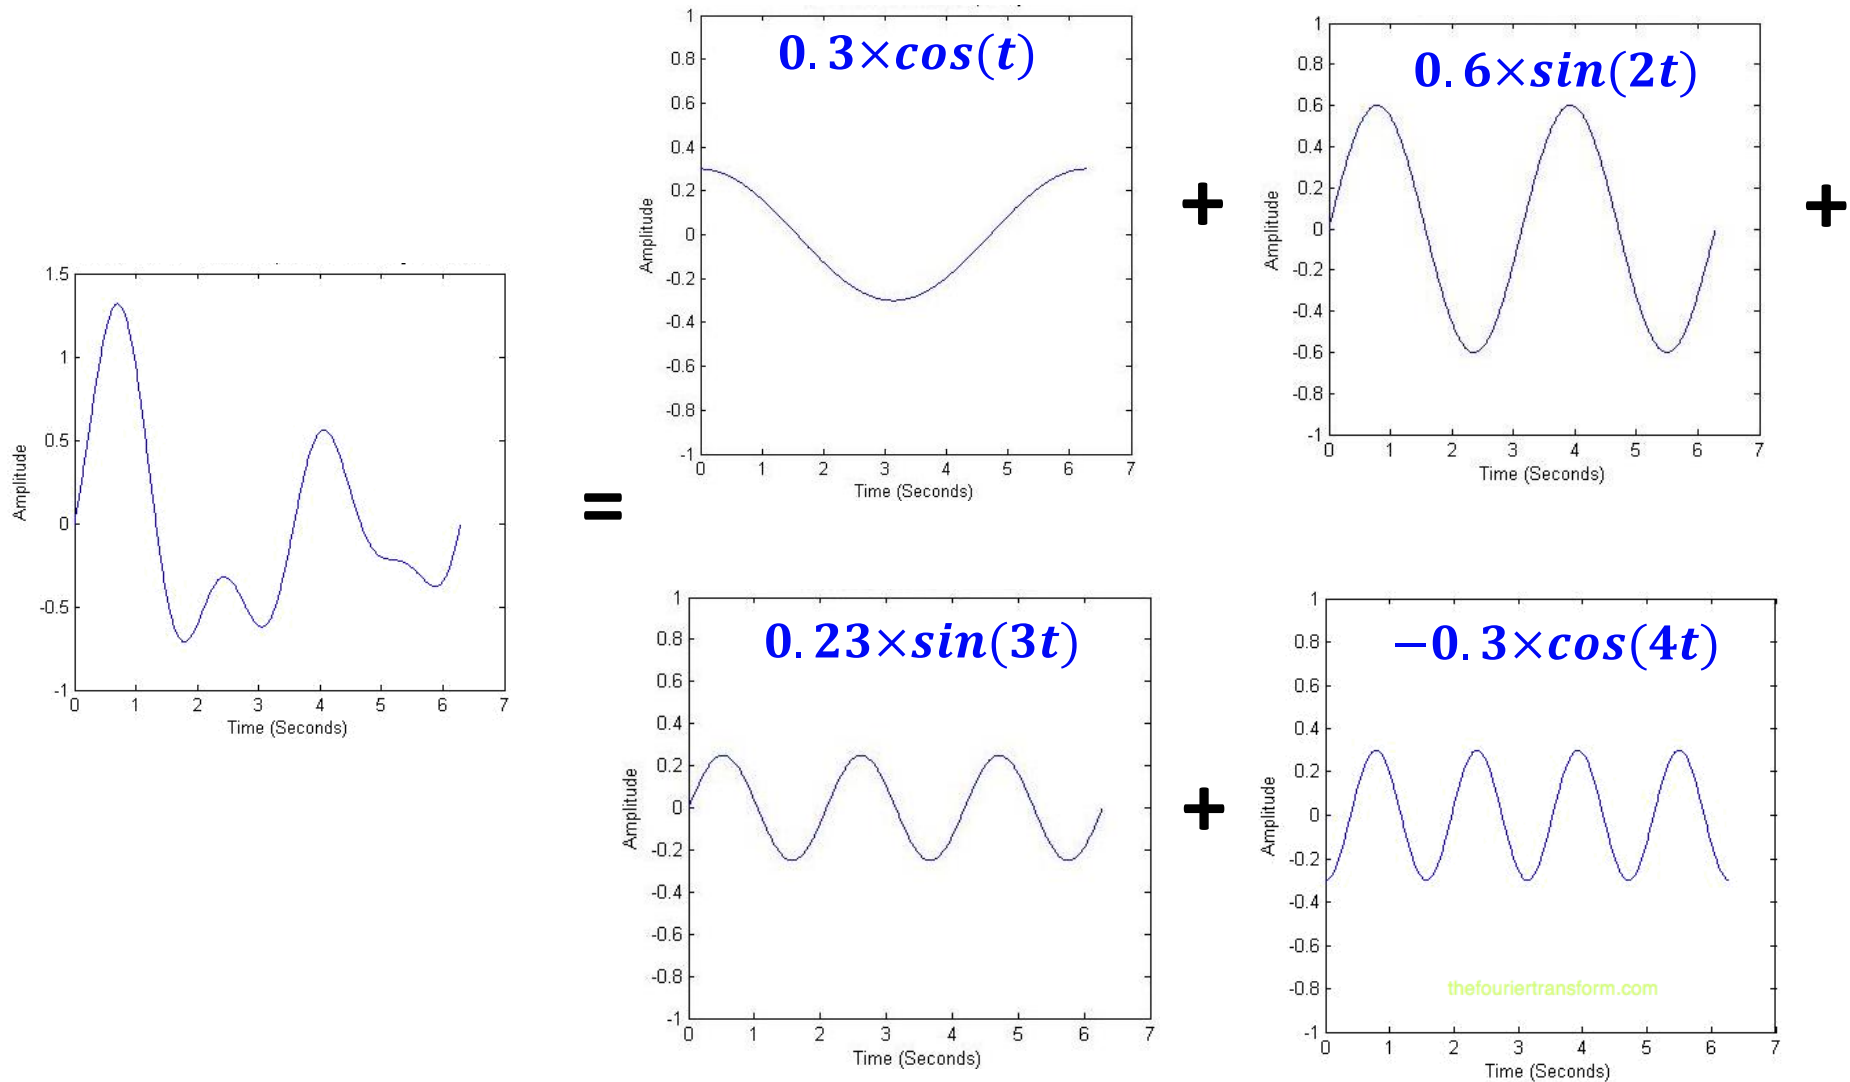 1.5
1
0.5
0
-0.5
-1
0 1 2 3 4 5 6 7
Amplitude
Time (Seconds)
=
0.3×cos(t)
1
0.8
0.6
0.4
0.2
0
-0.2
-0.4
-0.6
-0.8
-1
0 1 2 3 4 5 6 7
Amplitude
Time (Seconds)
+
0.6×sin(2t)
1
0.8
0.6
0.4
0.2
0
-0.2
-0.4
-0.6
-0.8
-1
0 1 2 3 4 5 6 7
Amplitude
Time (Seconds)
+
0.23×sin(3t)
1
0.8
0.6
0.4
0.2
0
-0.2
-0.4
-0.6
-0.8
-1
0 1 2 3 4 5 6 7
Amplitude
Time (Seconds)
+
−0.3×cos(4t)
1
0.8
0.6
0.4
0.2
0
-0.2
-0.4
-0.6
-0.8
-1
0 1 2 3 4 5 6 7
Amplitude
Time (Seconds)
thefouriertransform.com